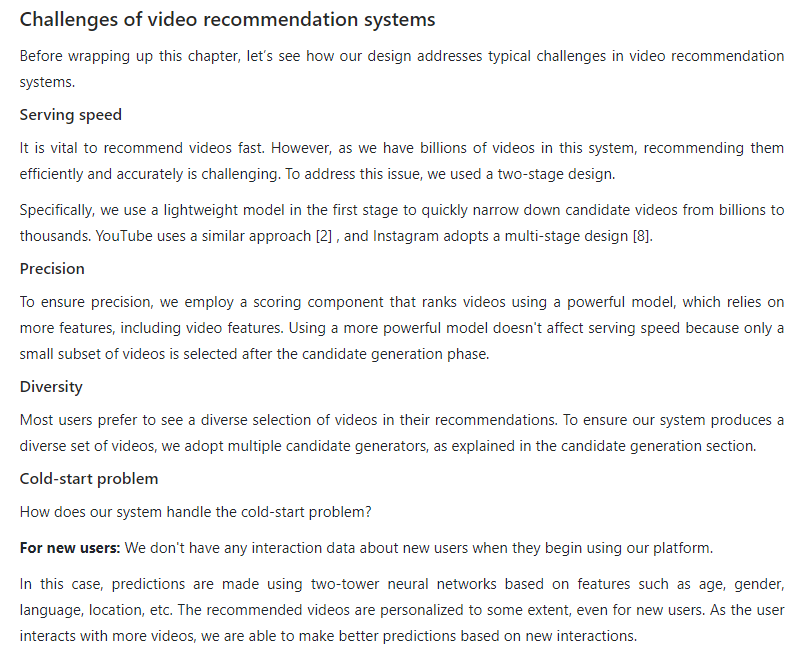 Challenges of video recommendation systems
Before wrapping up this chapter, let's see how our design addresses typical challenges in video recommendation
systems.
Serving speed
It is vital to recommend videos fast. However, as we have billions of videos in this system, recommending them
efficiently and accurately is challenging. To address this issue, we used a two-stage design.
Specifically, we use a lightweight model in the first stage to quickly narrow down candidate videos from billions to
thousands. YouTube uses a similar approach [2] , and Instagram adopts a multi-stage design [8].
Precision
To ensure precision, we employ a scoring component that ranks videos using a powerful model, which relies on
more features, including video features. Using a more powerful model doesn't affect serving speed because only a
small subset of videos is selected after the candidate generation phase.
Diversity
Most users prefer to see a diverse selection of videos in their recommendations. To ensure our system produces a
diverse set of videos, we adopt multiple candidate generators, as explained in the candidate generation section.
Cold-start problem
How does our system handle the cold-start problem?
For new users: We don't have any interaction data about new users when they begin using our platform.
In this case, predictions are made using two-tower neural networks based on features such as age, gender,
language, location, etc. The recommended videos are personalized to some extent, even for new users. As the user
interacts with more videos, we are able to make better predictions based on new interactions.